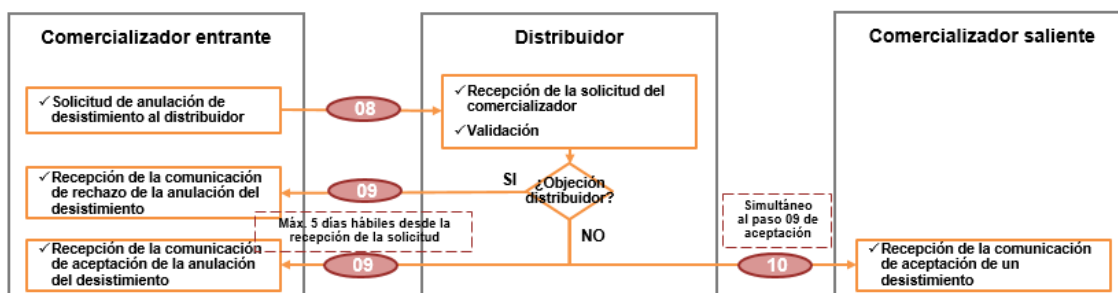 Comercializador entrante
Distribuidor
Comercializador saliente
✓Solicitud de anulación de
desistimiento al distribuidor
08
✓Recepción de la solicitud del
comercializador
✓Validación
✓Recepción de la comunicación
de rechazo de la anulación del
desistimiento
09
SI
¿Objeción
distribuidor?
Máx. 5 días hábiles desde la
recepción de la solicitud
NO
Simultáneo
al paso 09 de
aceptación
✓Recepción de la comunicación
de aceptación de la anulación
del desistimiento
09
10
✓Recepción de la comunicación
de aceptación de un
desistimiento